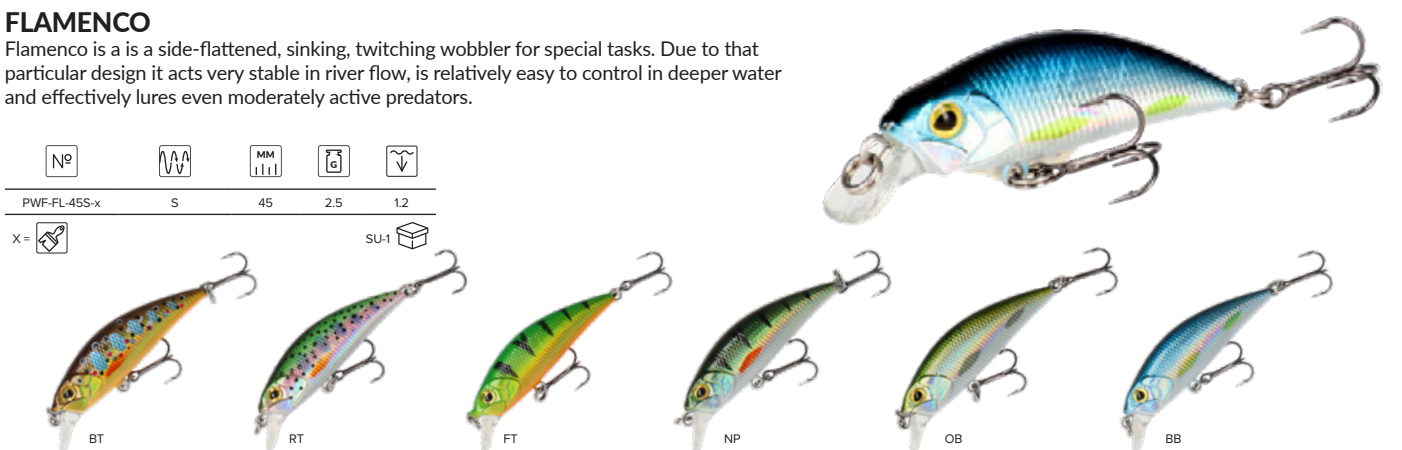 FLAMENCO
Flamenco is a is a side-flattened, sinking, twitching wobbler for special tasks. Due to that
particular design it acts very stable in river flow, is relatively easy to control in deeper water
and effectively lures even moderately active predators.
Nº MM G
PWF-FL-45S-x S 45 2.5 1.2
X = SU-1
BT RT FT NP OB BB